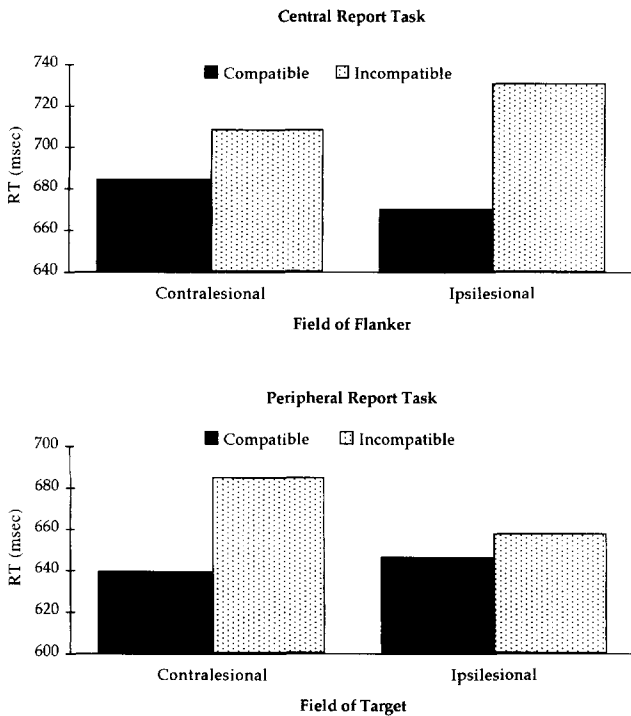 Central Report Task
740
720
700
680
660
640
RT (msec)
Compatible Incompatible
Contralesional Ipsilesional
Field of Flanker
Peripheral Report Task
700
680
660
640
620
600
RT (msec)
Compatible Incompatible
Contralesional Ipsilesional
Field of Target